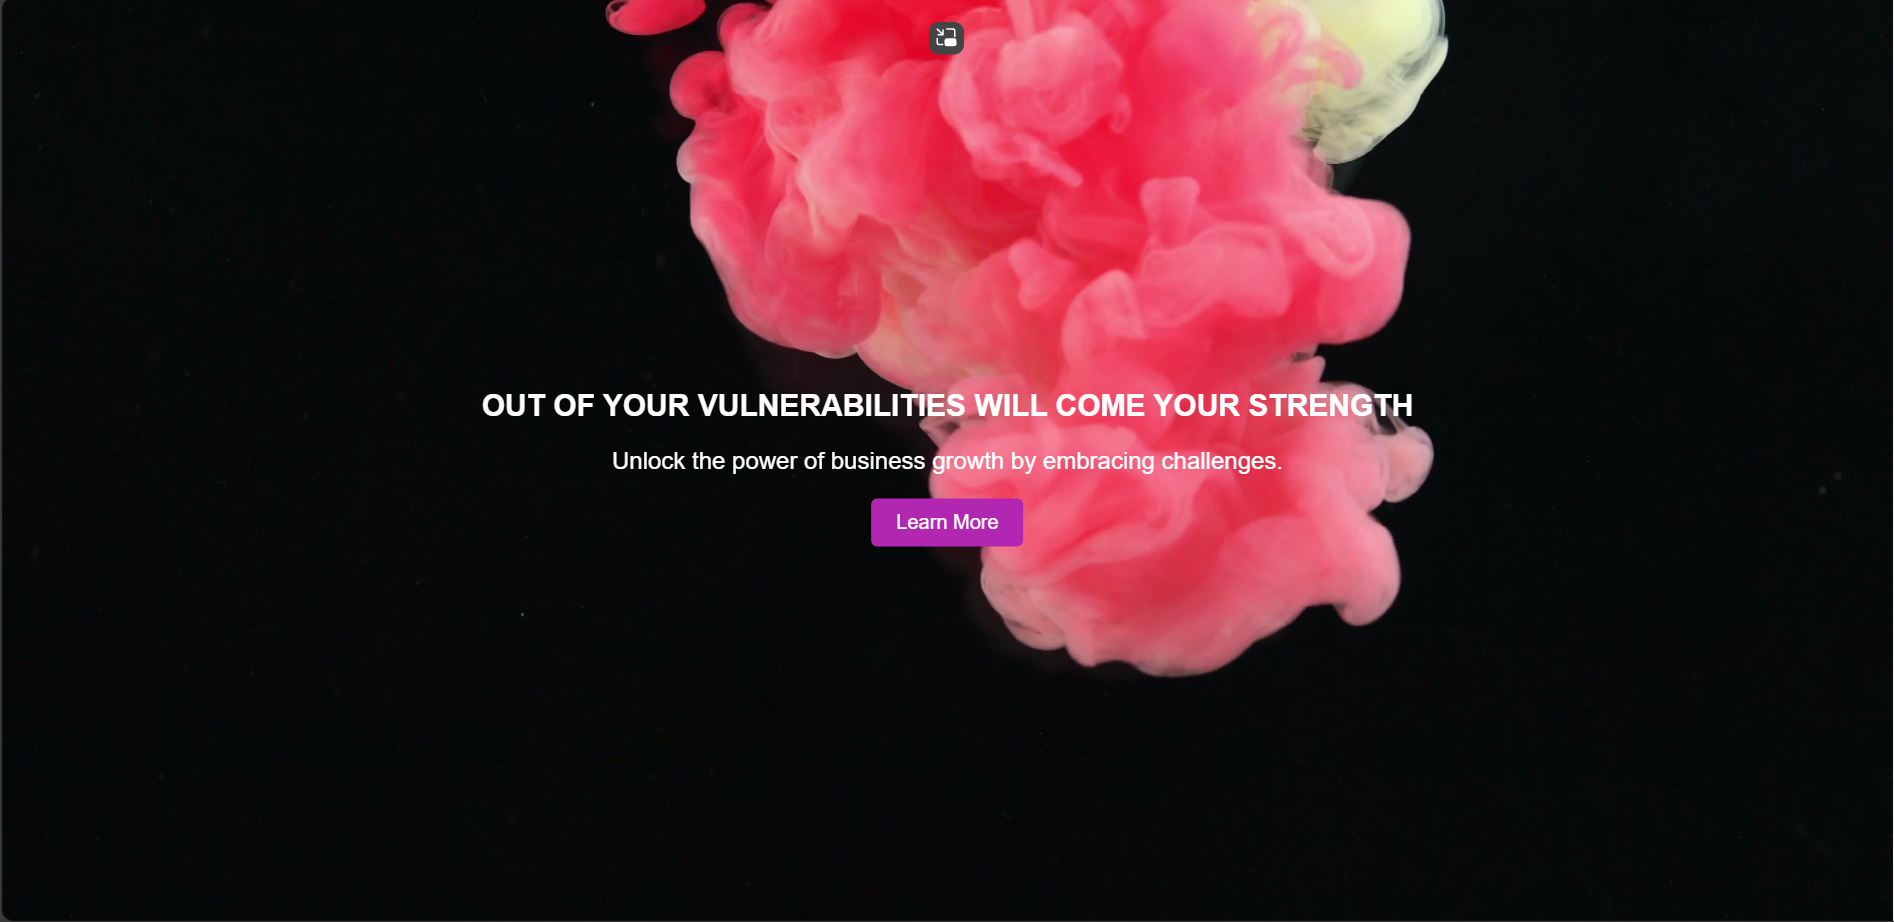 OUT OF YOUR VULNERABILITIES WILL COME YOUR STRENGTH
Unlock the power of business growth by embracing challenges.
Learn More